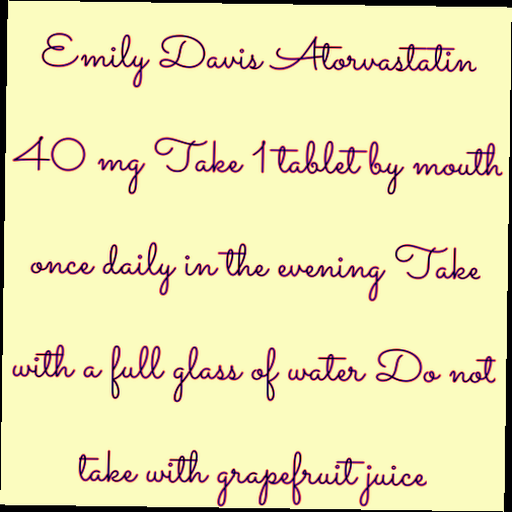 Emily Davis Atorvastatin
40 mg Take 1 tablet by mouth
once daily in the evening Take
with a full glass of water Do not
take with grapefruit juice